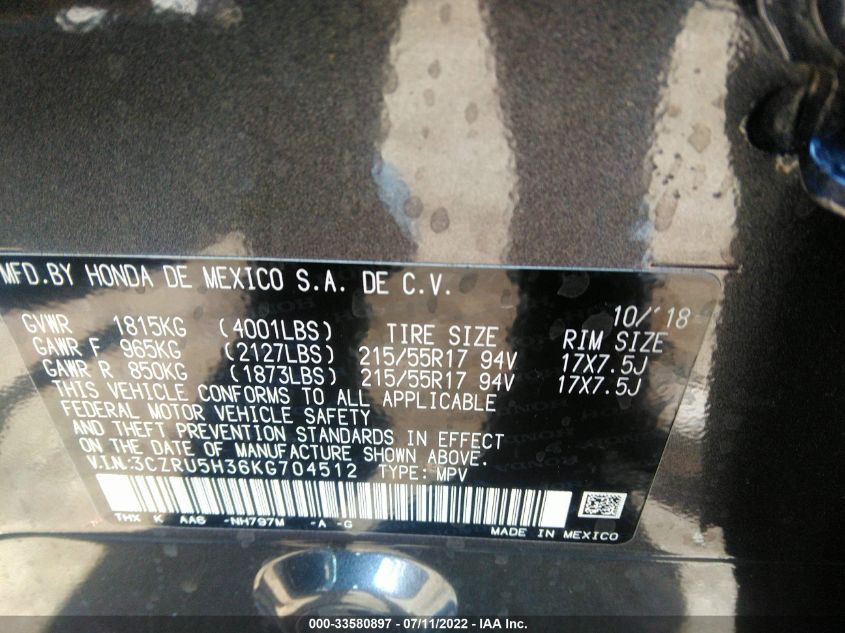 MFD.BY HONDA DE MEXICO S.A. DE C.V.
10/'18
GVWR 1815KG (4001LBS) TIRE SIZE RIM SIZE
GAWR F 965KG (2127LBS) 215/55R17 94V 17X7.5J
GAWR R 850KG (1873LBS) 215/55R17 94V 17X7.5J
THIS VEHICLE CONFORMS TO ALL APPLICABLE
FEDERAL MOTOR VEHICLE SAFETY
AND THEFT PREVENTION STANDARDS IN EFFECT
ON THE DATE OF MANUFACTURE SHOWN ABOVE.
V.I.N:3CZRU5H36KG704512 TYPE: MPV
THX K AA6 -NH797M -A -G
MADE IN MEXICO
000-33580897 - 07/11/2022 - IAA Inc.